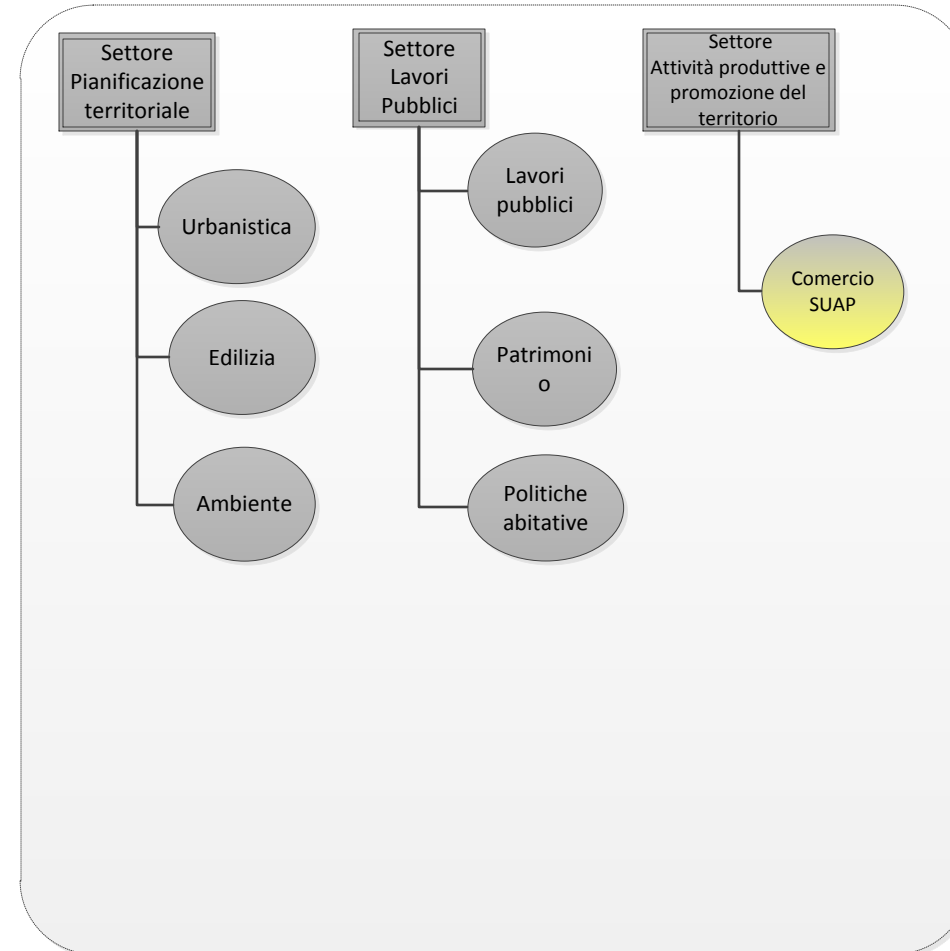 Settore
Pianificazione
territoriale
Urbanistica
Edilizia
Ambiente
Settore
Lavori
Pubblici
Lavori
pubblici
Patrimoni
o
Politiche
abitative
Settore
Attività produttive e
promozione del
territorio
Comercio
SUAP